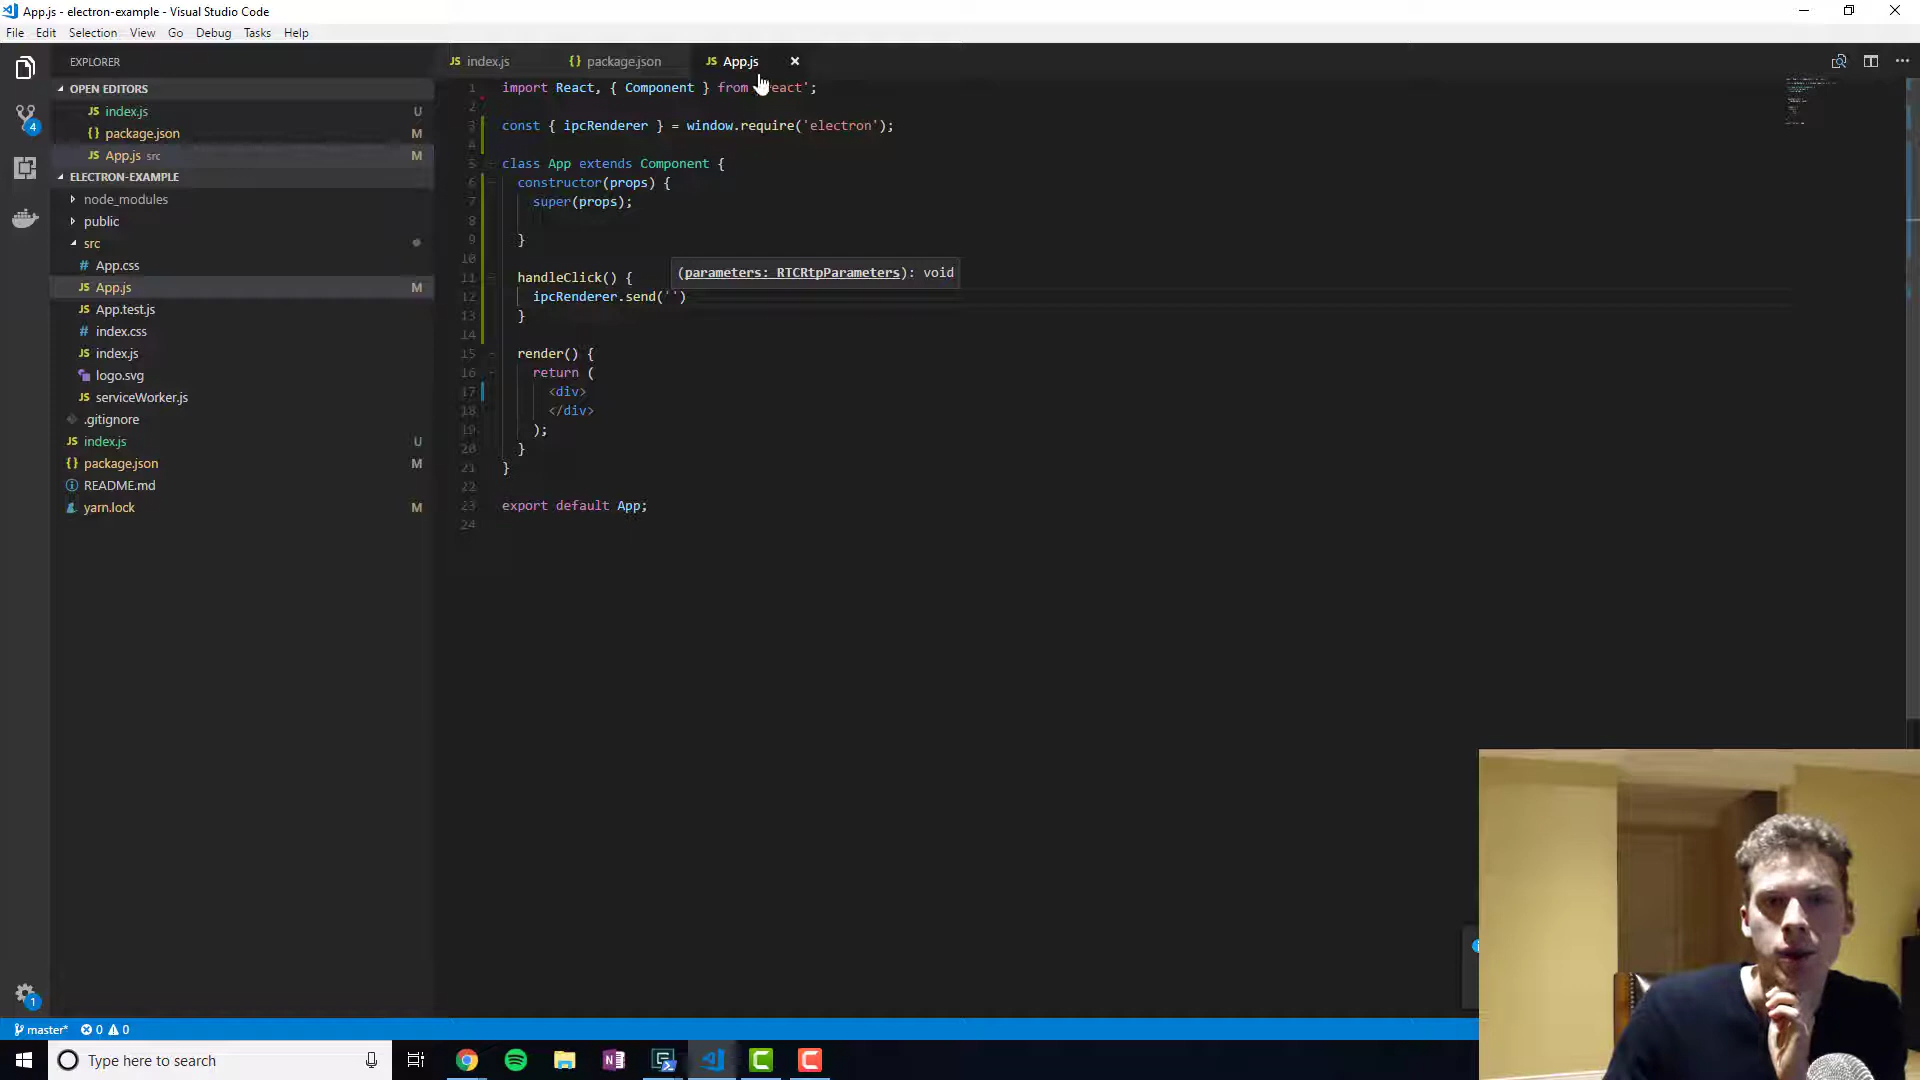 App.js - electron-example - Visual Studio Code
File Edit Selection View Go Debug Tasks Help
EXPLORER
OPEN EDITORS
JS index.js U
{} package.json M
JS App.js src M
ELECTRON-EXAMPLE
node_modules
public
src
# App.css
JS App.js M
JS App.test.js
# index.css
JS index.js
logo.svg
JS serviceWorker.js
.gitignore
JS index.js U
{} package.json M
README.md
yarn.lock M
4
1
JS index.js {} package.json JS App.js
1 import React, { Component } from react';
2
3 const { ipcRenderer } = window.require('electron');
4
5 class App extends Component {
6 constructor(props) {
7 super(props);
8
9 }
10
(parameters: RTCRtpParameters): void
11 handleClick() {
12 ipcRenderer.send('')
13 }
14
15 render() {
16 return (
17 <div>
18 </div>
19 );
20 }
21 }
22
23 export default App;
24
master* 0 0
Type here to search